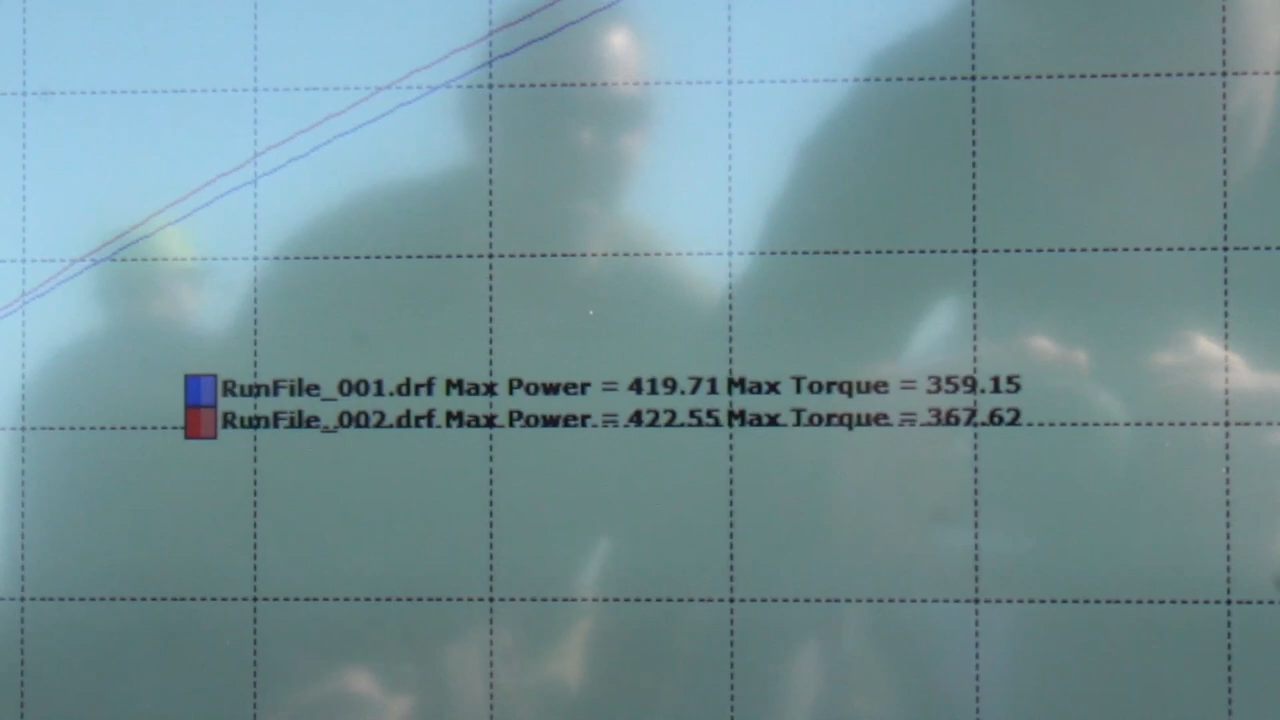 RunFile_001.drf Max Power = 419.71 Max Torque = 359.15
RunFile_002.drf Max Power = 422.55 Max Torque = 367.62